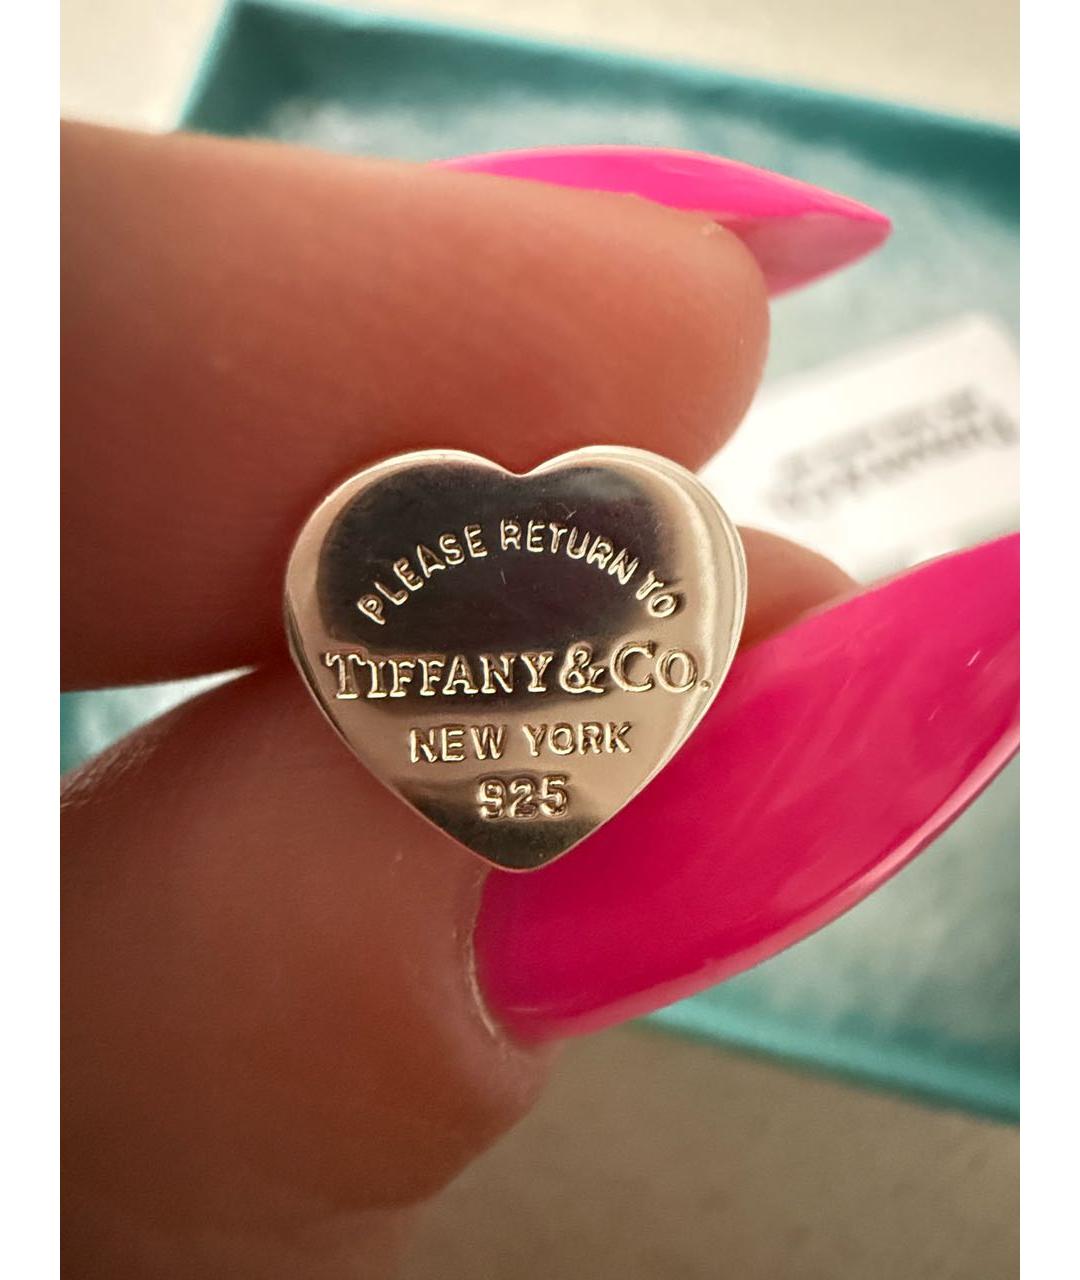 PLEASE RETURN TO
TIFFANY & CO.
NEW YORK
925